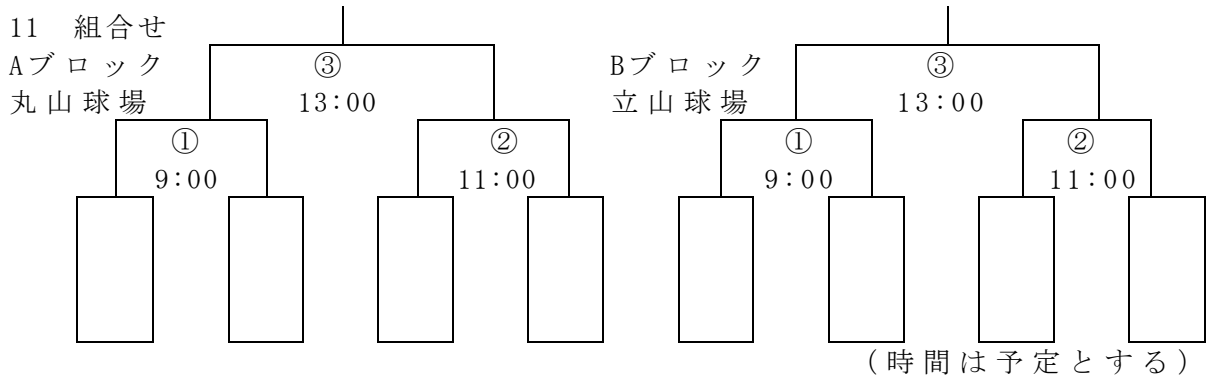 11 組合せ
Aブロック
丸山球場
③
13:00
①
9:00
②
11:00
Bブロック
立山球場
③
13:00
①
9:00
②
11:00
(時間は予定とする)